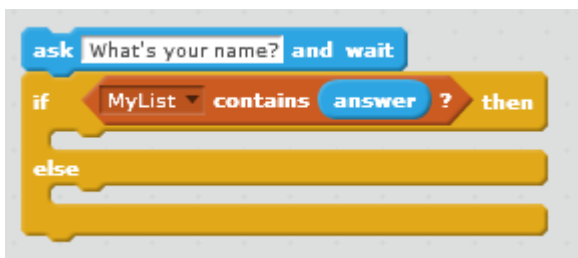 ask What's your name? and wait
if MyList contains answer ? then
else